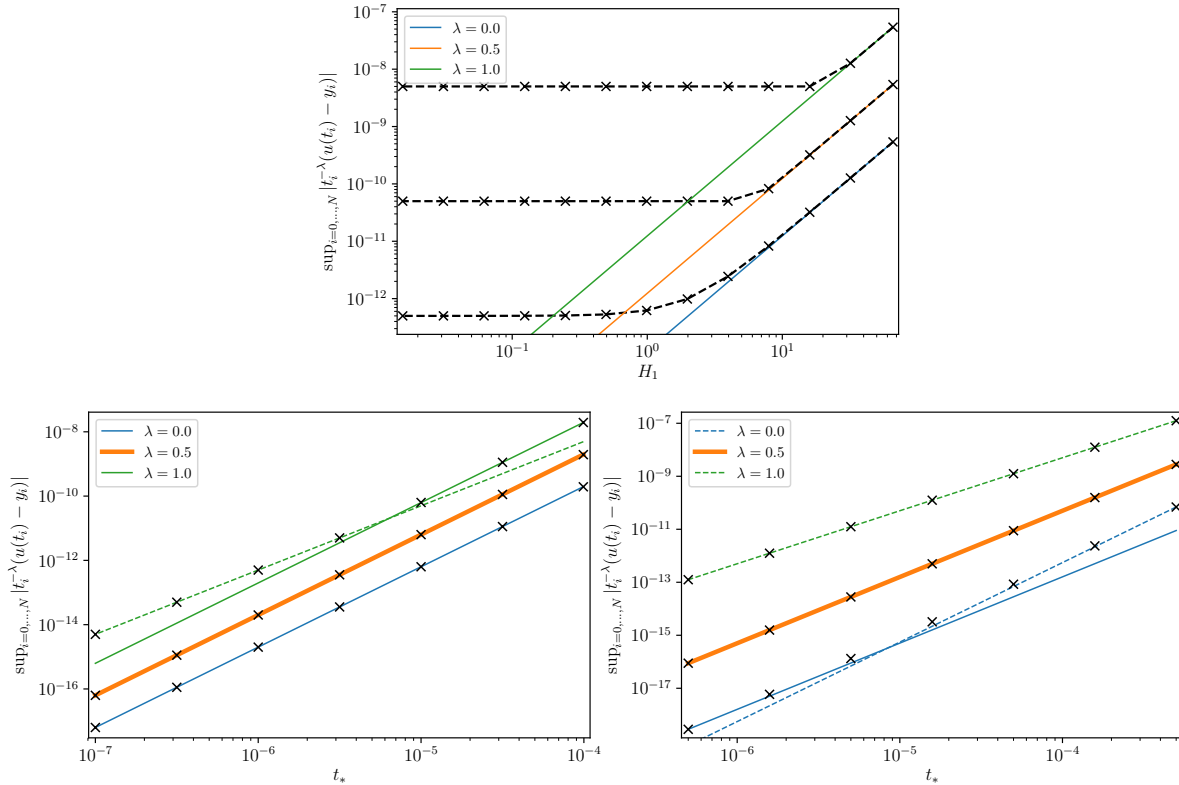 10^{-7}
10^{-8}
10^{-9}
10^{-10}
10^{-11}
10^{-12}
sup_{i=0,...,N} |t_i^{-λ}(u(t_i) − y_i)|
λ = 0.0
λ = 0.5
λ = 1.0
10^{-1} 10^{0} 10^{1}
H_1
10^{-8}
10^{-10}
10^{-12}
10^{-14}
10^{-16}
sup_{i=0,...,N} |t_i^{-λ}(u(t_i) − y_i)|
λ = 0.0
λ = 0.5
λ = 1.0
10^{-7} 10^{-6} 10^{-5} 10^{-4}
t_*
10^{-7}
10^{-9}
10^{-11}
10^{-13}
10^{-15}
10^{-17}
sup_{i=0,...,N} |t_i^{-λ}(u(t_i) − y_i)|
λ = 0.0
λ = 0.5
λ = 1.0
10^{-6} 10^{-5} 10^{-4}
t_*